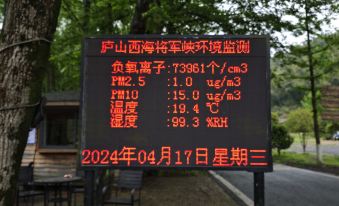 庐山西海将军峡环境监测
负氧离子:73961个/cm3
PM2.5 :1.0 ug/m3
PM10 :15.0 ug/m3
温度 :19.4 ℃
湿度 :99.3 %RH
2024年04月17日星期三